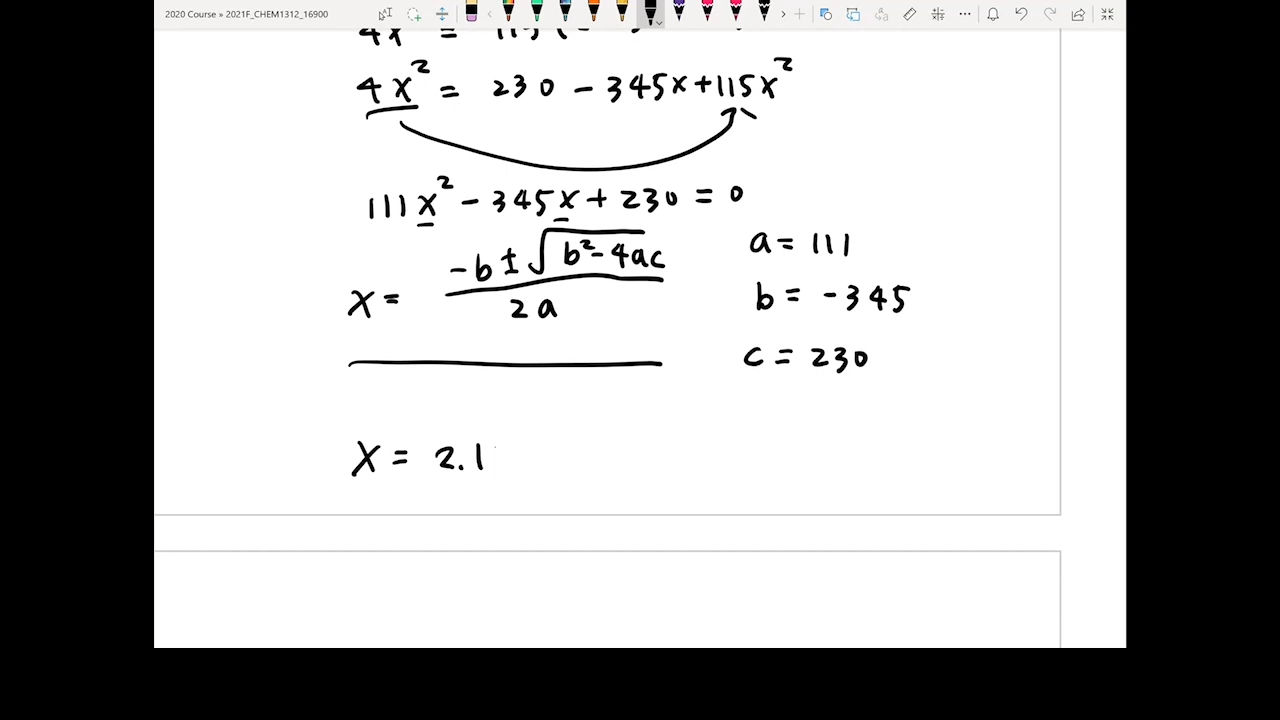 2020 Course » 2021F_CHEM1312_16900
4x² = 230 - 345x + 115x²
111x² - 345x + 230 = 0
x = (-b ± √(b² - 4ac)) / 2a
a = 111
b = -345
c = 230
x = 2.1